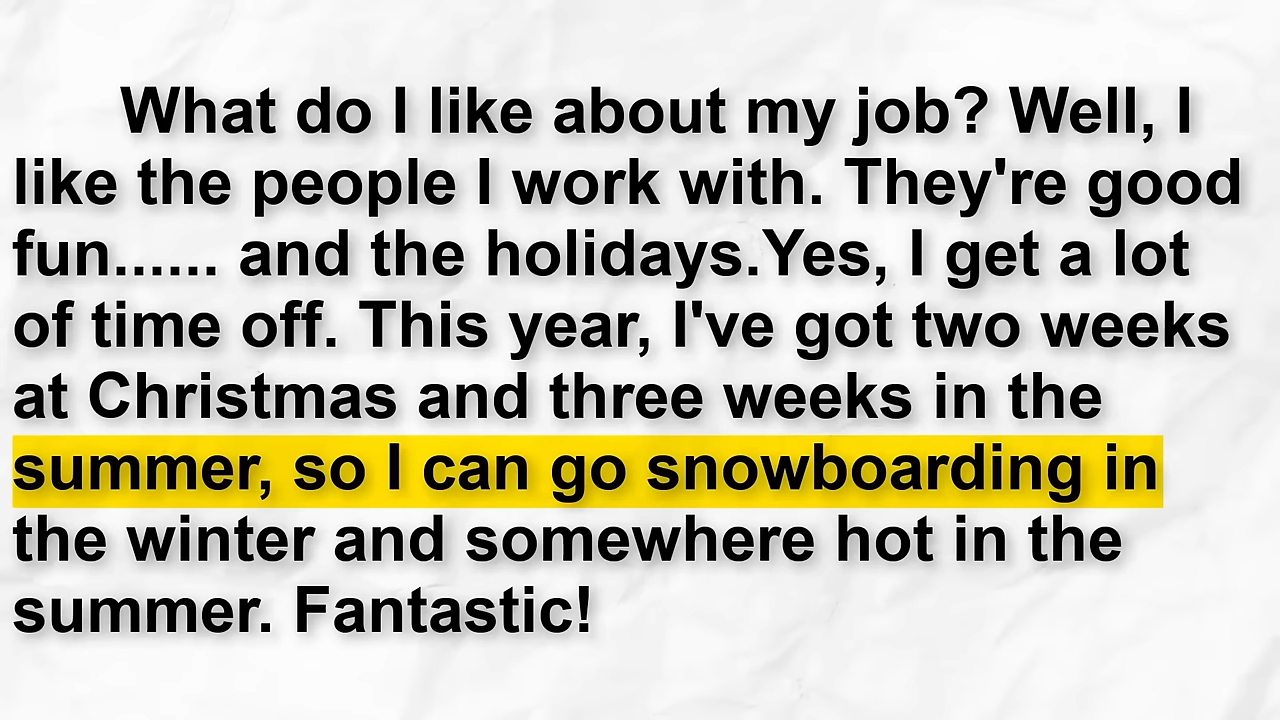 What do I like about my job? Well, I
like the people I work with. They're good
fun...... and the holidays.Yes, I get a lot
of time off. This year, I've got two weeks
at Christmas and three weeks in the
summer, so I can go snowboarding in
the winter and somewhere hot in the
summer. Fantastic!